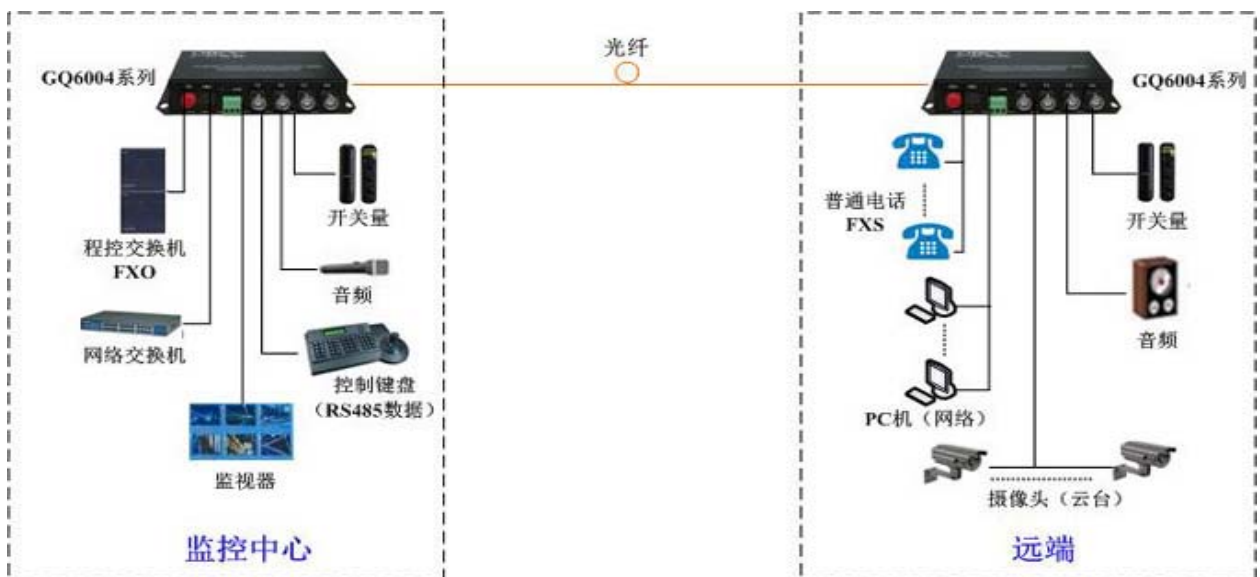 光纤
GQ6004系列
GQ6004系列
程控交换机
FXO
网络交换机
监视器
开关量
音频
控制键盘
(RS485数据)
监控中心
普通电话
FXS
PC机(网络)
开关量
音频
摄像头(云台)
远端